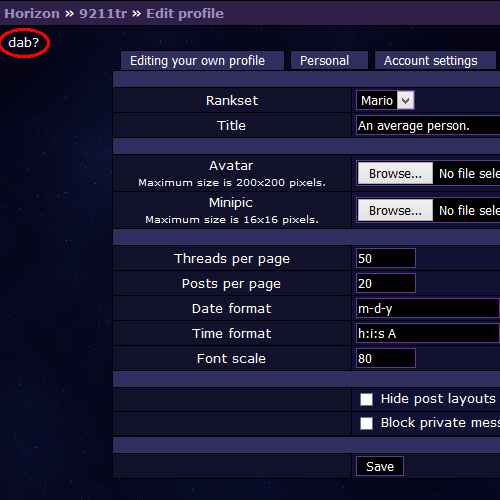 Horizon » 9211tr » Edit profile
dab?
Editing your own profile Personal Account settings
Rankset Mario
Title An average person.
Avatar
Maximum size is 200x200 pixels.
Browse... No file sele
Minipic
Maximum size is 16x16 pixels.
Browse... No file sele
Threads per page 50
Posts per page 20
Date format m-d-y
Time format h:i:s A
Font scale 80
Hide post layouts
Block private mess
Save